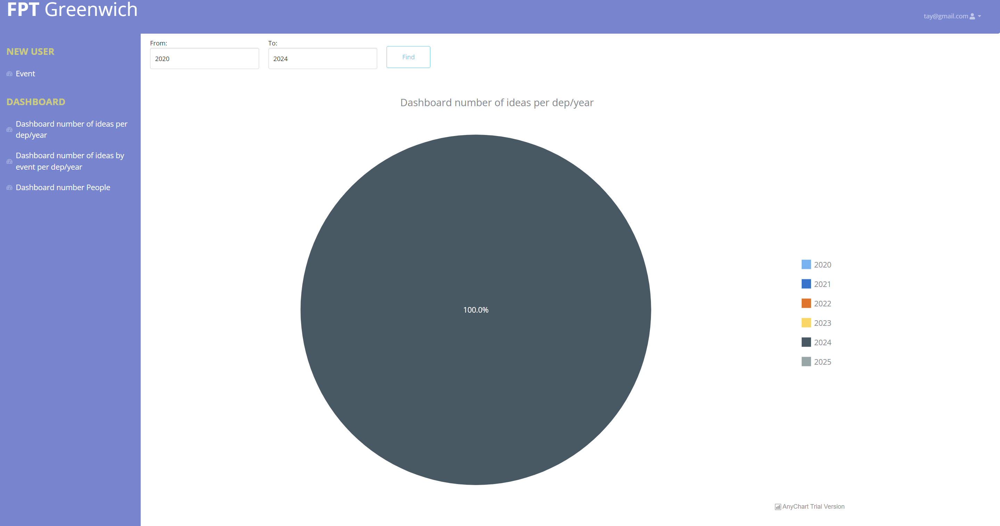 FPT Greenwich
tay@gmail.com
NEW USER
Event
DASHBOARD
Dashboard number of ideas per
dep/year
Dashboard number of ideas by
event per dep/year
Dashboard number People
From:
To:
2020
2024
Find
Dashboard number of ideas per dep/year
100.0%
2020
2021
2022
2023
2024
2025
AnyChart Trial Version